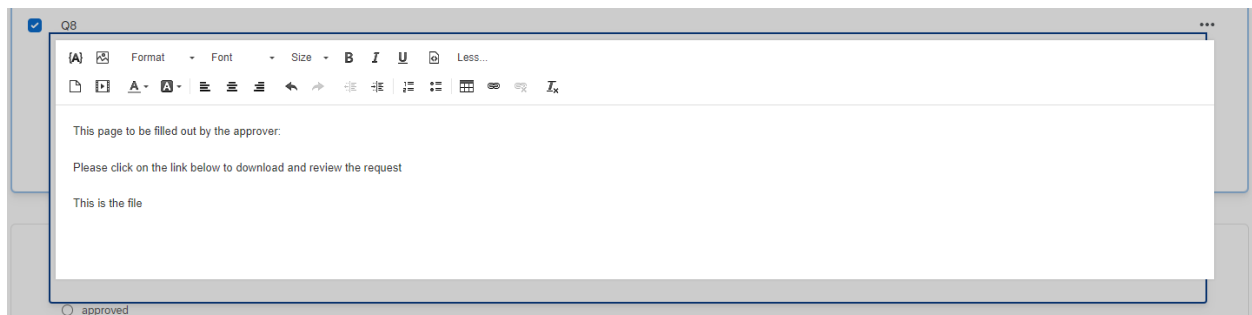 Q8
{A} Format Font Size B I U Less...
A A Ix
This page to be filled out by the approver:
Please click on the link below to download and review the request
This is the file
approved